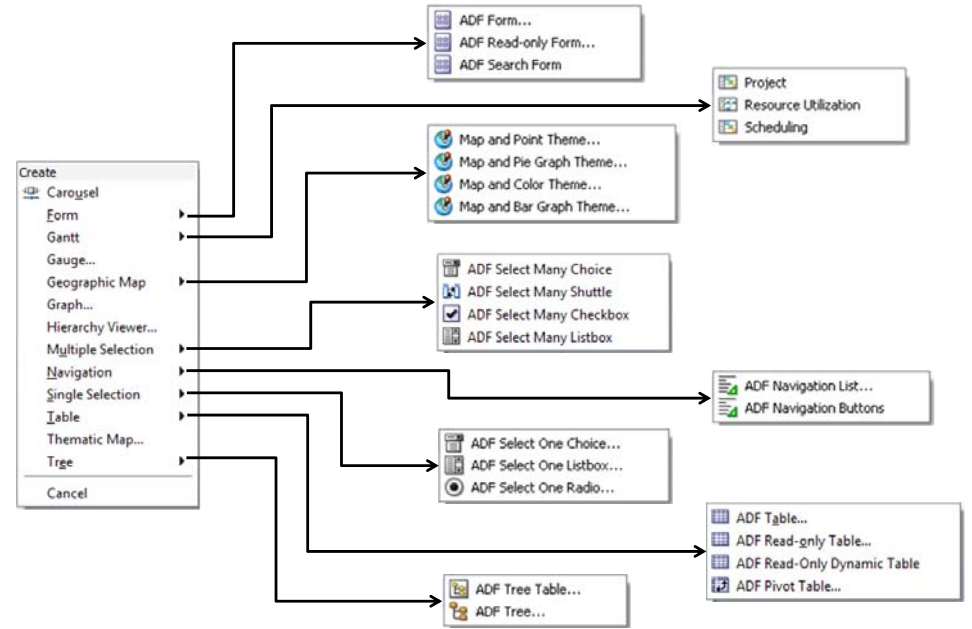 Create
Carousel
Form
Gantt
Gauge...
Geographic Map
Graph...
Hierarchy Viewer...
Multiple Selection
Navigation
Single Selection
Table
Thematic Map...
Tree
Cancel
ADF Form...
ADF Read-only Form...
ADF Search Form
Project
Resource Utilization
Scheduling
Map and Point Theme...
Map and Pie Graph Theme...
Map and Color Theme...
Map and Bar Graph Theme...
ADF Select Many Choice
ADF Select Many Shuttle
ADF Select Many Checkbox
ADF Select Many Listbox
ADF Navigation List...
ADF Navigation Buttons
ADF Select One Choice...
ADF Select One Listbox...
ADF Select One Radio...
ADF Table...
ADF Read-only Table...
ADF Read-Only Dynamic Table
ADF Pivot Table...
ADF Tree Table...
ADF Tree...